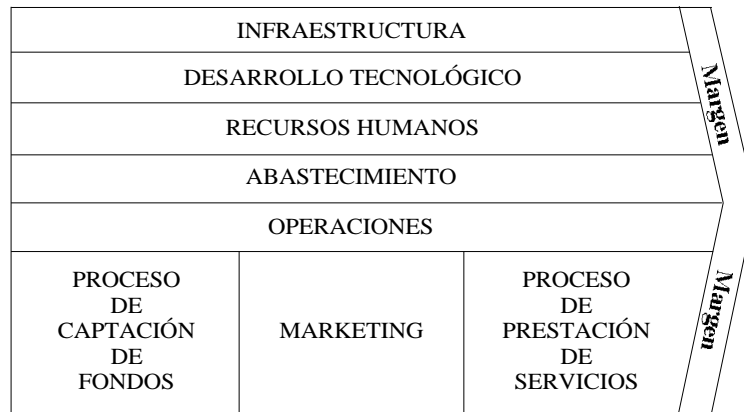 INFRAESTRUCTURA
DESARROLLO TECNOLÓGICO
RECURSOS HUMANOS
ABASTECIMIENTO
OPERACIONES
Margen
PROCESO
DE
CAPTACIÓN
DE
FONDOS
MARKETING
PROCESO
DE
PRESTACIÓN
DE
SERVICIOS
Margen